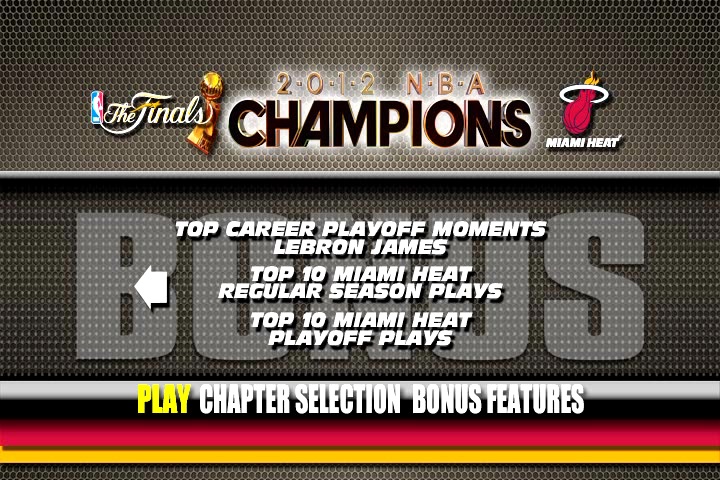 2·0·1·2 N·B·A
The Finals
CHAMPIONS
MIAMI HEAT
BONUS
TOP CAREER PLAYOFF MOMENTS
LEBRON JAMES
TOP 10 MIAMI HEAT
REGULAR SEASON PLAYS
TOP 10 MIAMI HEAT
PLAYOFF PLAYS
PLAY CHAPTER SELECTION BONUS FEATURES